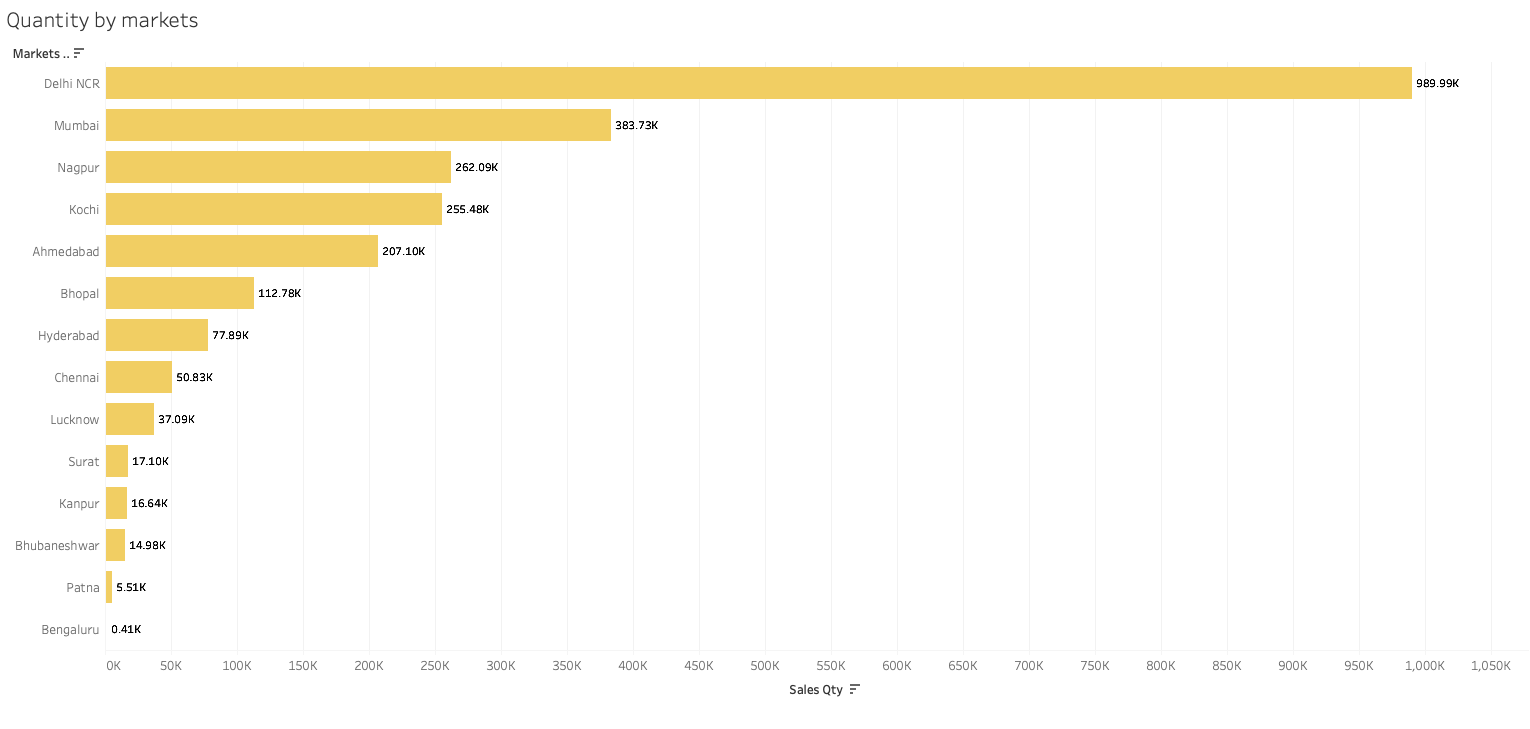 Quantity by markets
Markets ..
Delhi NCR 989.99K
Mumbai 383.73K
Nagpur 262.09K
Kochi 255.48K
Ahmedabad 207.10K
Bhopal 112.78K
Hyderabad 77.89K
Chennai 50.83K
Lucknow 37.09K
Surat 17.10K
Kanpur 16.64K
Bhubaneshwar 14.98K
Patna 5.51K
Bengaluru 0.41K
0K 50K 100K 150K 200K 250K 300K 350K 400K 450K 500K 550K 600K 650K 700K 750K 800K 850K 900K 950K 1,000K 1,050K
Sales Qty